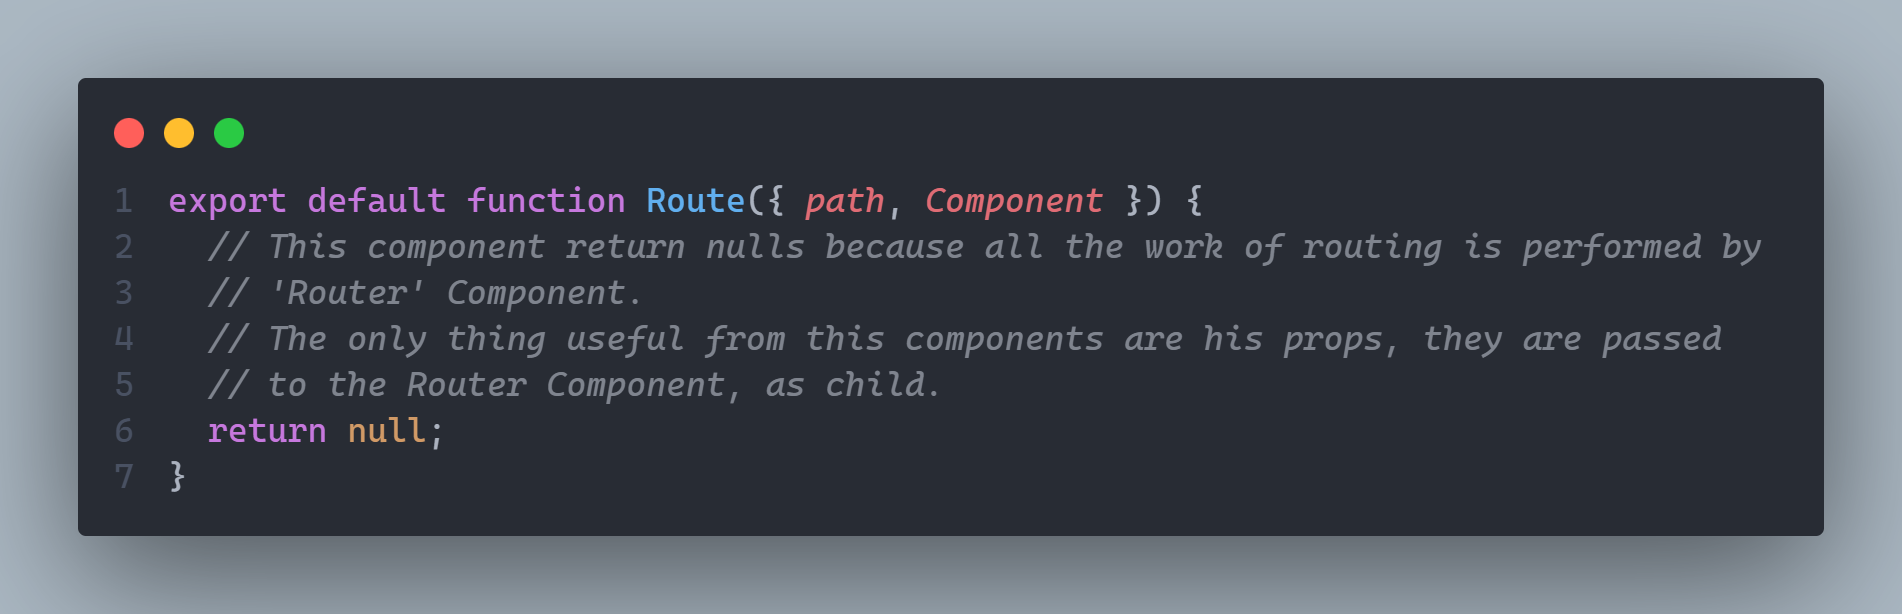 1 export default function Route({ path, Component }) {
2 // This component return nulls because all the work of routing is performed by
3 // 'Router' Component.
4 // The only thing useful from this components are his props, they are passed
5 // to the Router Component, as child.
6 return null;
7 }